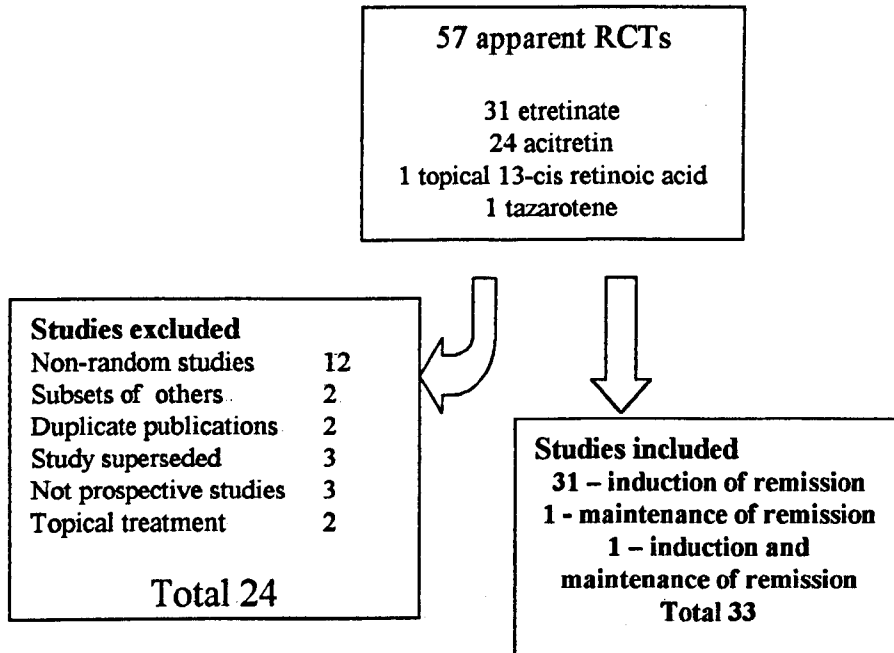 57 apparent RCTs
31 etretinate
24 acitretin
1 topical 13-cis retinoic acid
1 tazarotene
Studies excluded
Non-random studies 12
Subsets of others 2
Duplicate publications 2
Study superseded 3
Not prospective studies 3
Topical treatment 2
Total 24
Studies included
31 – induction of remission
1 - maintenance of remission
1 – induction and
maintenance of remission
Total 33